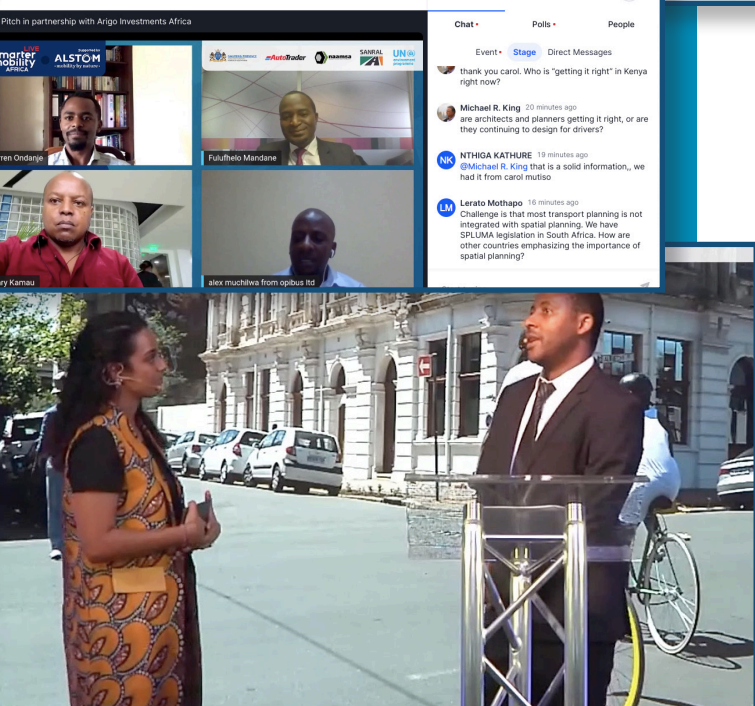 Pitch in partnership with Arigo Investments Africa
LIVE
marter
mobility
AFRICA
Supported by
ALSTOM
• mobility by nature •
AutoTrader
naamsa
SANRAL
UN
environment
programme
ren Ondanje
Fulufhelo Mandane
ry Kamau
alex muchilwa from opibus ltd
Chat •
Polls •
People
Event •
Stage
Direct Messages
thank you carol. Who is "getting it right" in Kenya
right now?
Michael R. King 20 minutes ago
are architects and planners getting it right, or are
they continuing to design for drivers?
NK
NTHIGA KATHURE 19 minutes ago
@Michael R. King that is a solid information,, we
had it from carol mutiso
LM
Lerato Mothapo 16 minutes ago
Challenge is that most transport planning is not
integrated with spatial planning. We have
SPLUMA legislation in South Africa. How are
other countries emphasizing the importance of
spatial planning?